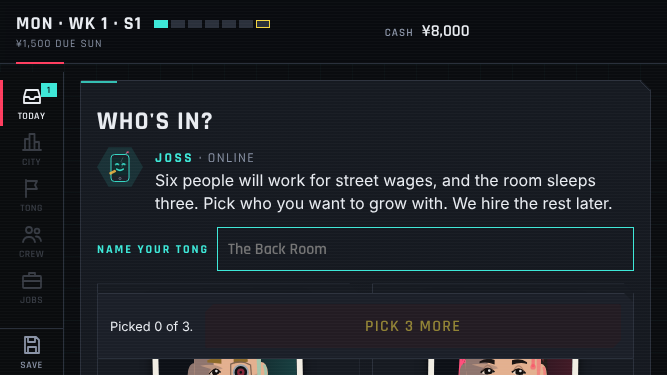 MON · WK 1 · S1
¥1,500 DUE SUN
CASH ¥8,000
1
TODAY
CITY
TONG
CREW
JOBS
SAVE
WHO'S IN?
JOSS · ONLINE
Six people will work for street wages, and the room sleeps
three. Pick who you want to grow with. We hire the rest later.
NAME YOUR TONG The Back Room
Picked 0 of 3. PICK 3 MORE